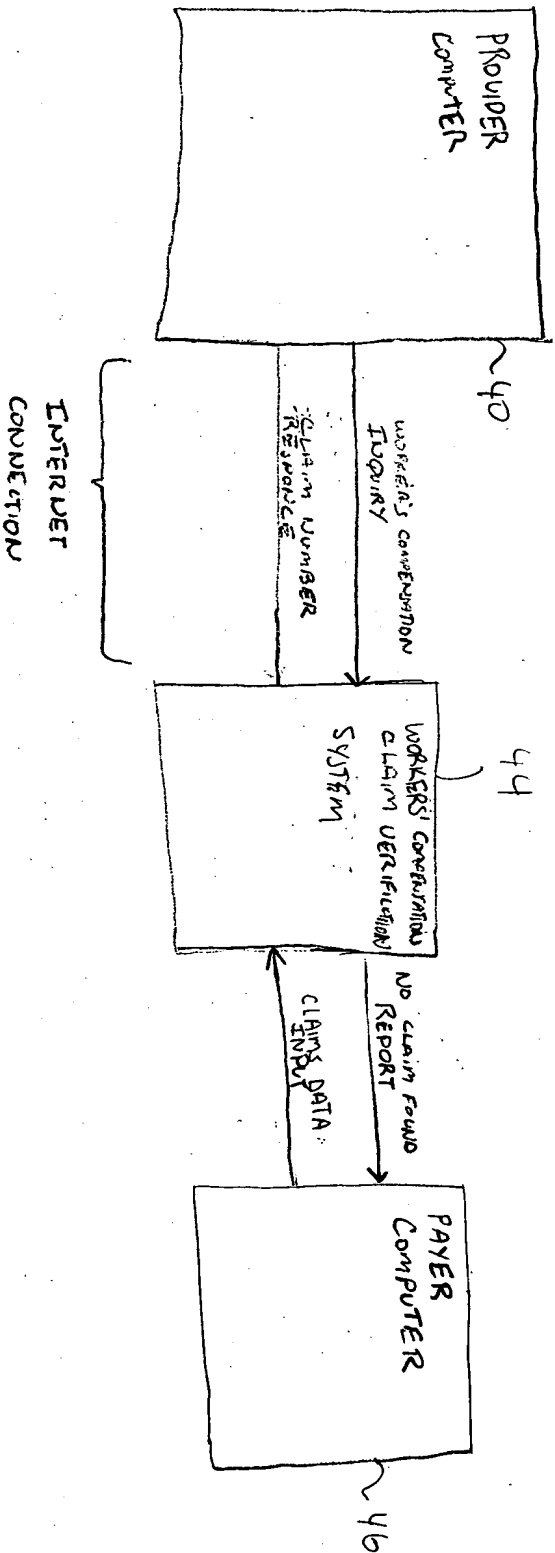 PROVIDER
COMPUTER
40
WORKER'S COMPENSATION
INQUIRY
CLAIM NUMBER
RESPONCE
INTERNET
CONNECTION
44
WORKERS' COMPENSATION
CLAIM VERIFICATION
SYSTEM
NO CLAIM FOUND
REPORT
CLAIMS DATA
INPUT
PAYER
COMPUTER
46